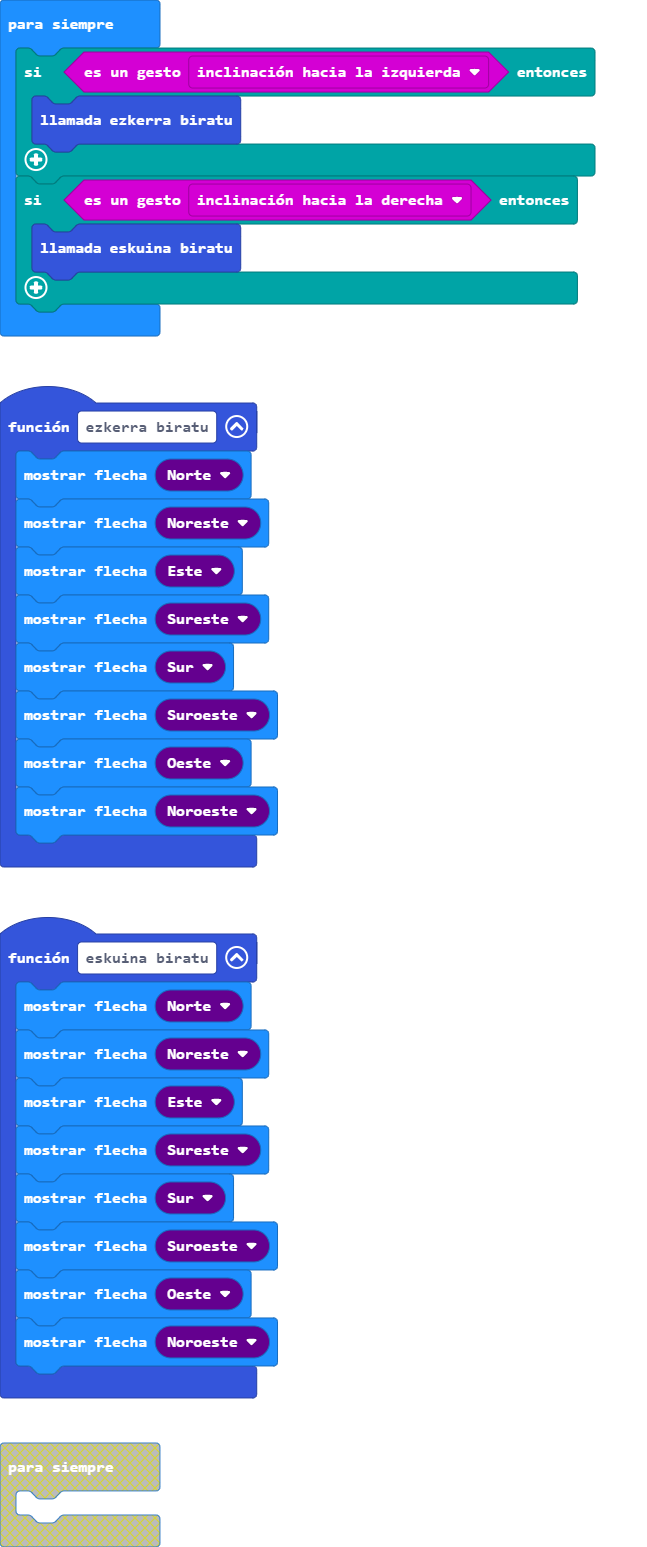 para siempre
si es un gesto inclinación hacia la izquierda entonces
llamada ezkerra biratu
si es un gesto inclinación hacia la derecha entonces
llamada eskuina biratu
función ezkerra biratu
mostrar flecha Norte
mostrar flecha Noreste
mostrar flecha Este
mostrar flecha Sureste
mostrar flecha Sur
mostrar flecha Suroeste
mostrar flecha Oeste
mostrar flecha Noroeste
función eskuina biratu
mostrar flecha Norte
mostrar flecha Noreste
mostrar flecha Este
mostrar flecha Sureste
mostrar flecha Sur
mostrar flecha Suroeste
mostrar flecha Oeste
mostrar flecha Noroeste
para siempre